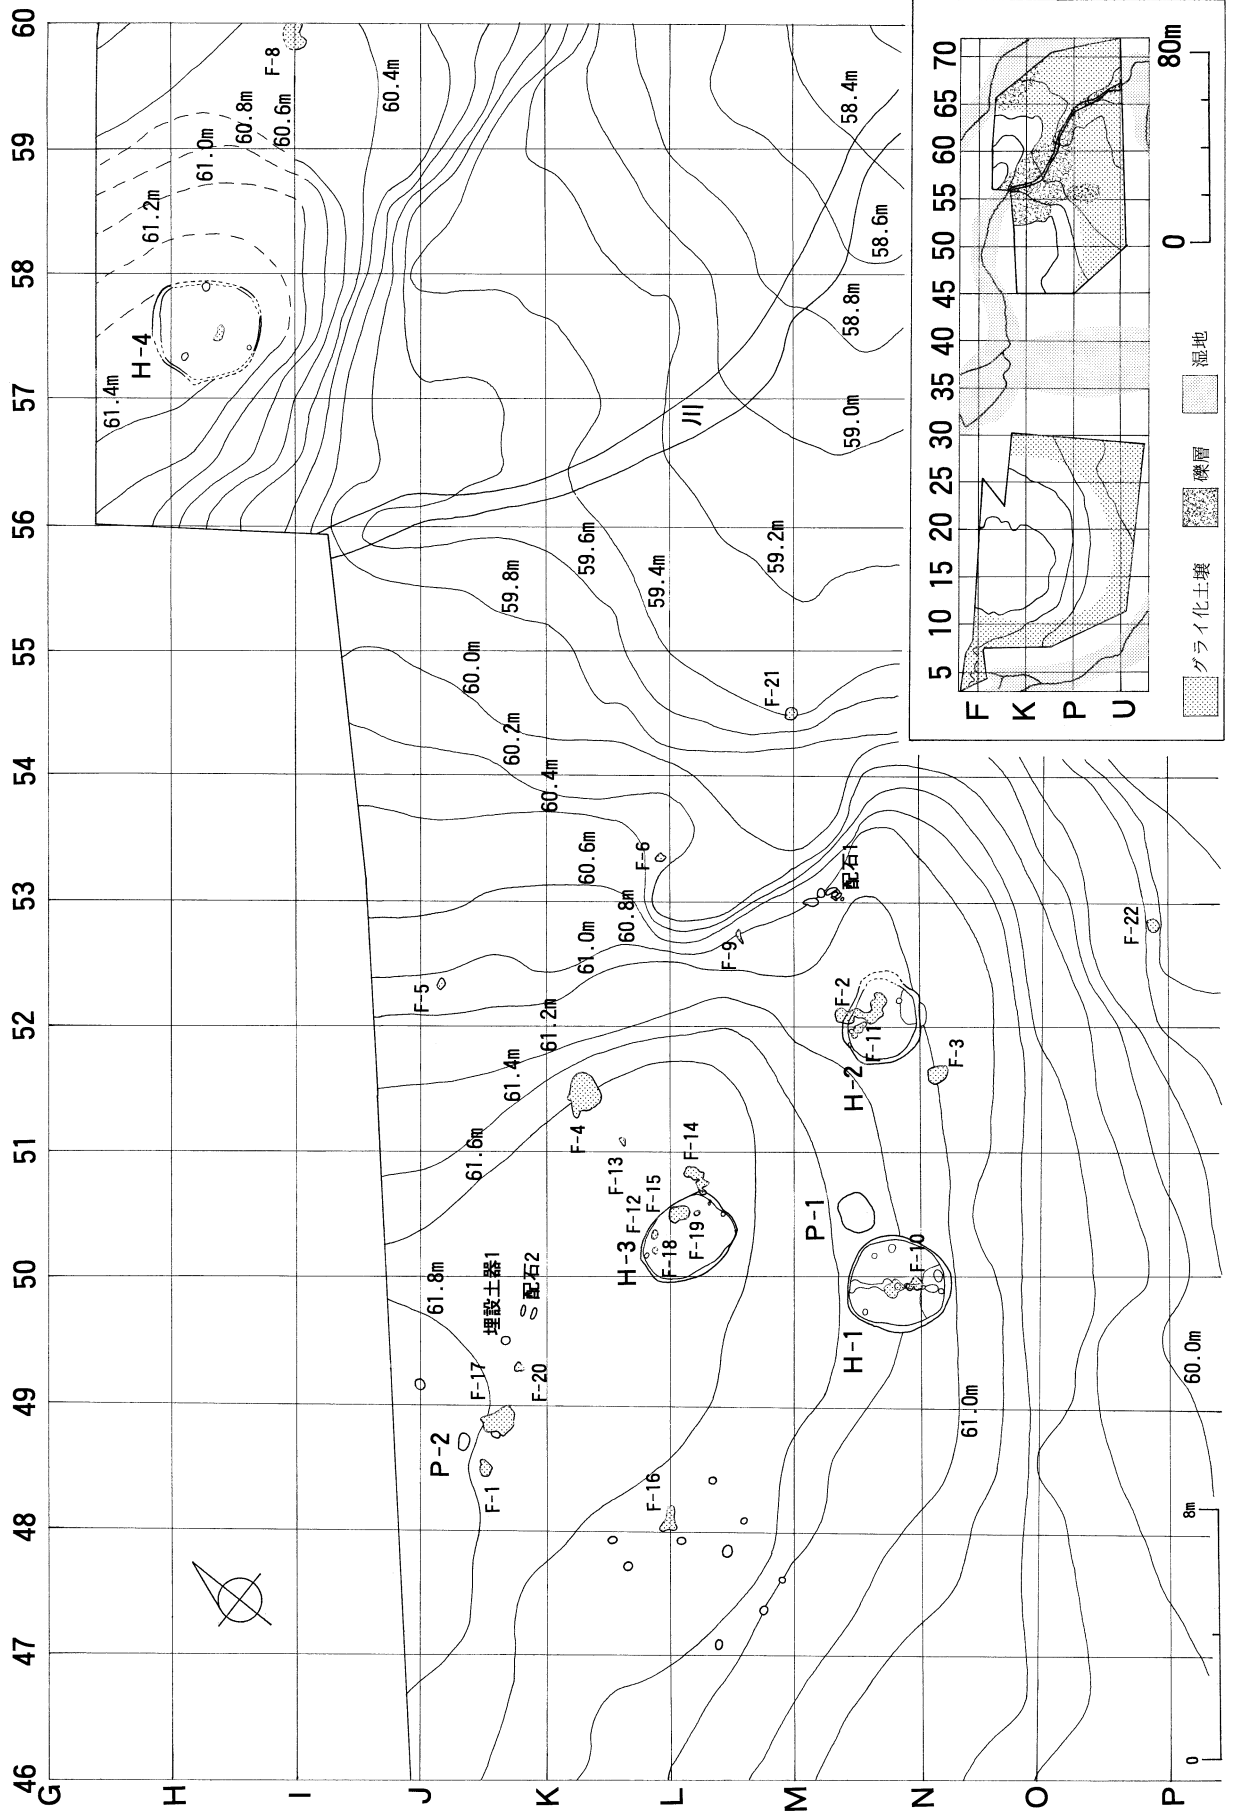 60
59
58
57
56
55
54
53
52
51
50
49
48
47
46
G
H
I
J
K
L
M
N
O
P
F-8
60.4m
60.6m
60.8m
61.0m
61.2m
61.4m
H-4
58.4m
58.6m
58.8m
59.0m
59.2m
59.4m
59.6m
59.8m
60.0m
60.2m
60.4m
60.6m
60.8m
61.0m
61.2m
61.4m
61.6m
61.8m
川
F-21
F-6
配石1
F-9
F-5
F-22
F-2
F-11
H-2
F-3
F-4
F-13
F-14
F-15
F-12
H-3
F-18
F-19
P-1
F-10
H-1
埋設土器1
配石2
F-17
F-20
P-2
F-1
F-16
61.0m
60.0m
0
8m
5
10
15
20
25
30
35
40
45
50
55
60
65
70
F
K
P
U
0
80m
グライ化土壌
礫層
湿地